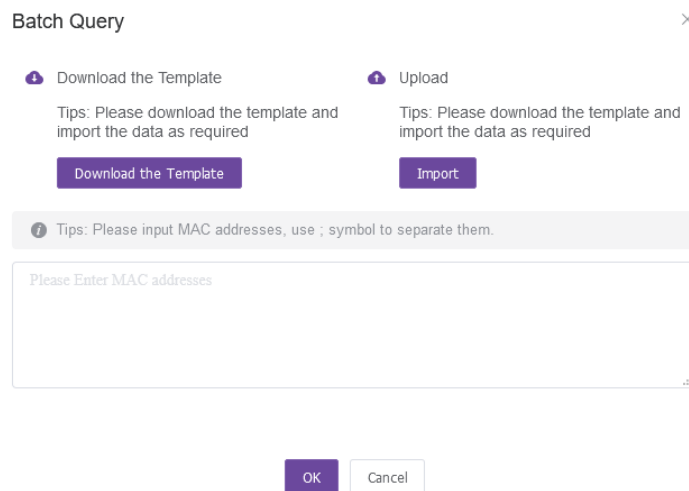 Batch Query
Download the Template
Tips: Please download the template and
import the data as required
Download the Template
Upload
Tips: Please download the template and
import the data as required
Import
Tips: Please input MAC addresses, use ; symbol to separate them.
Please Enter MAC addresses
OK
Cancel